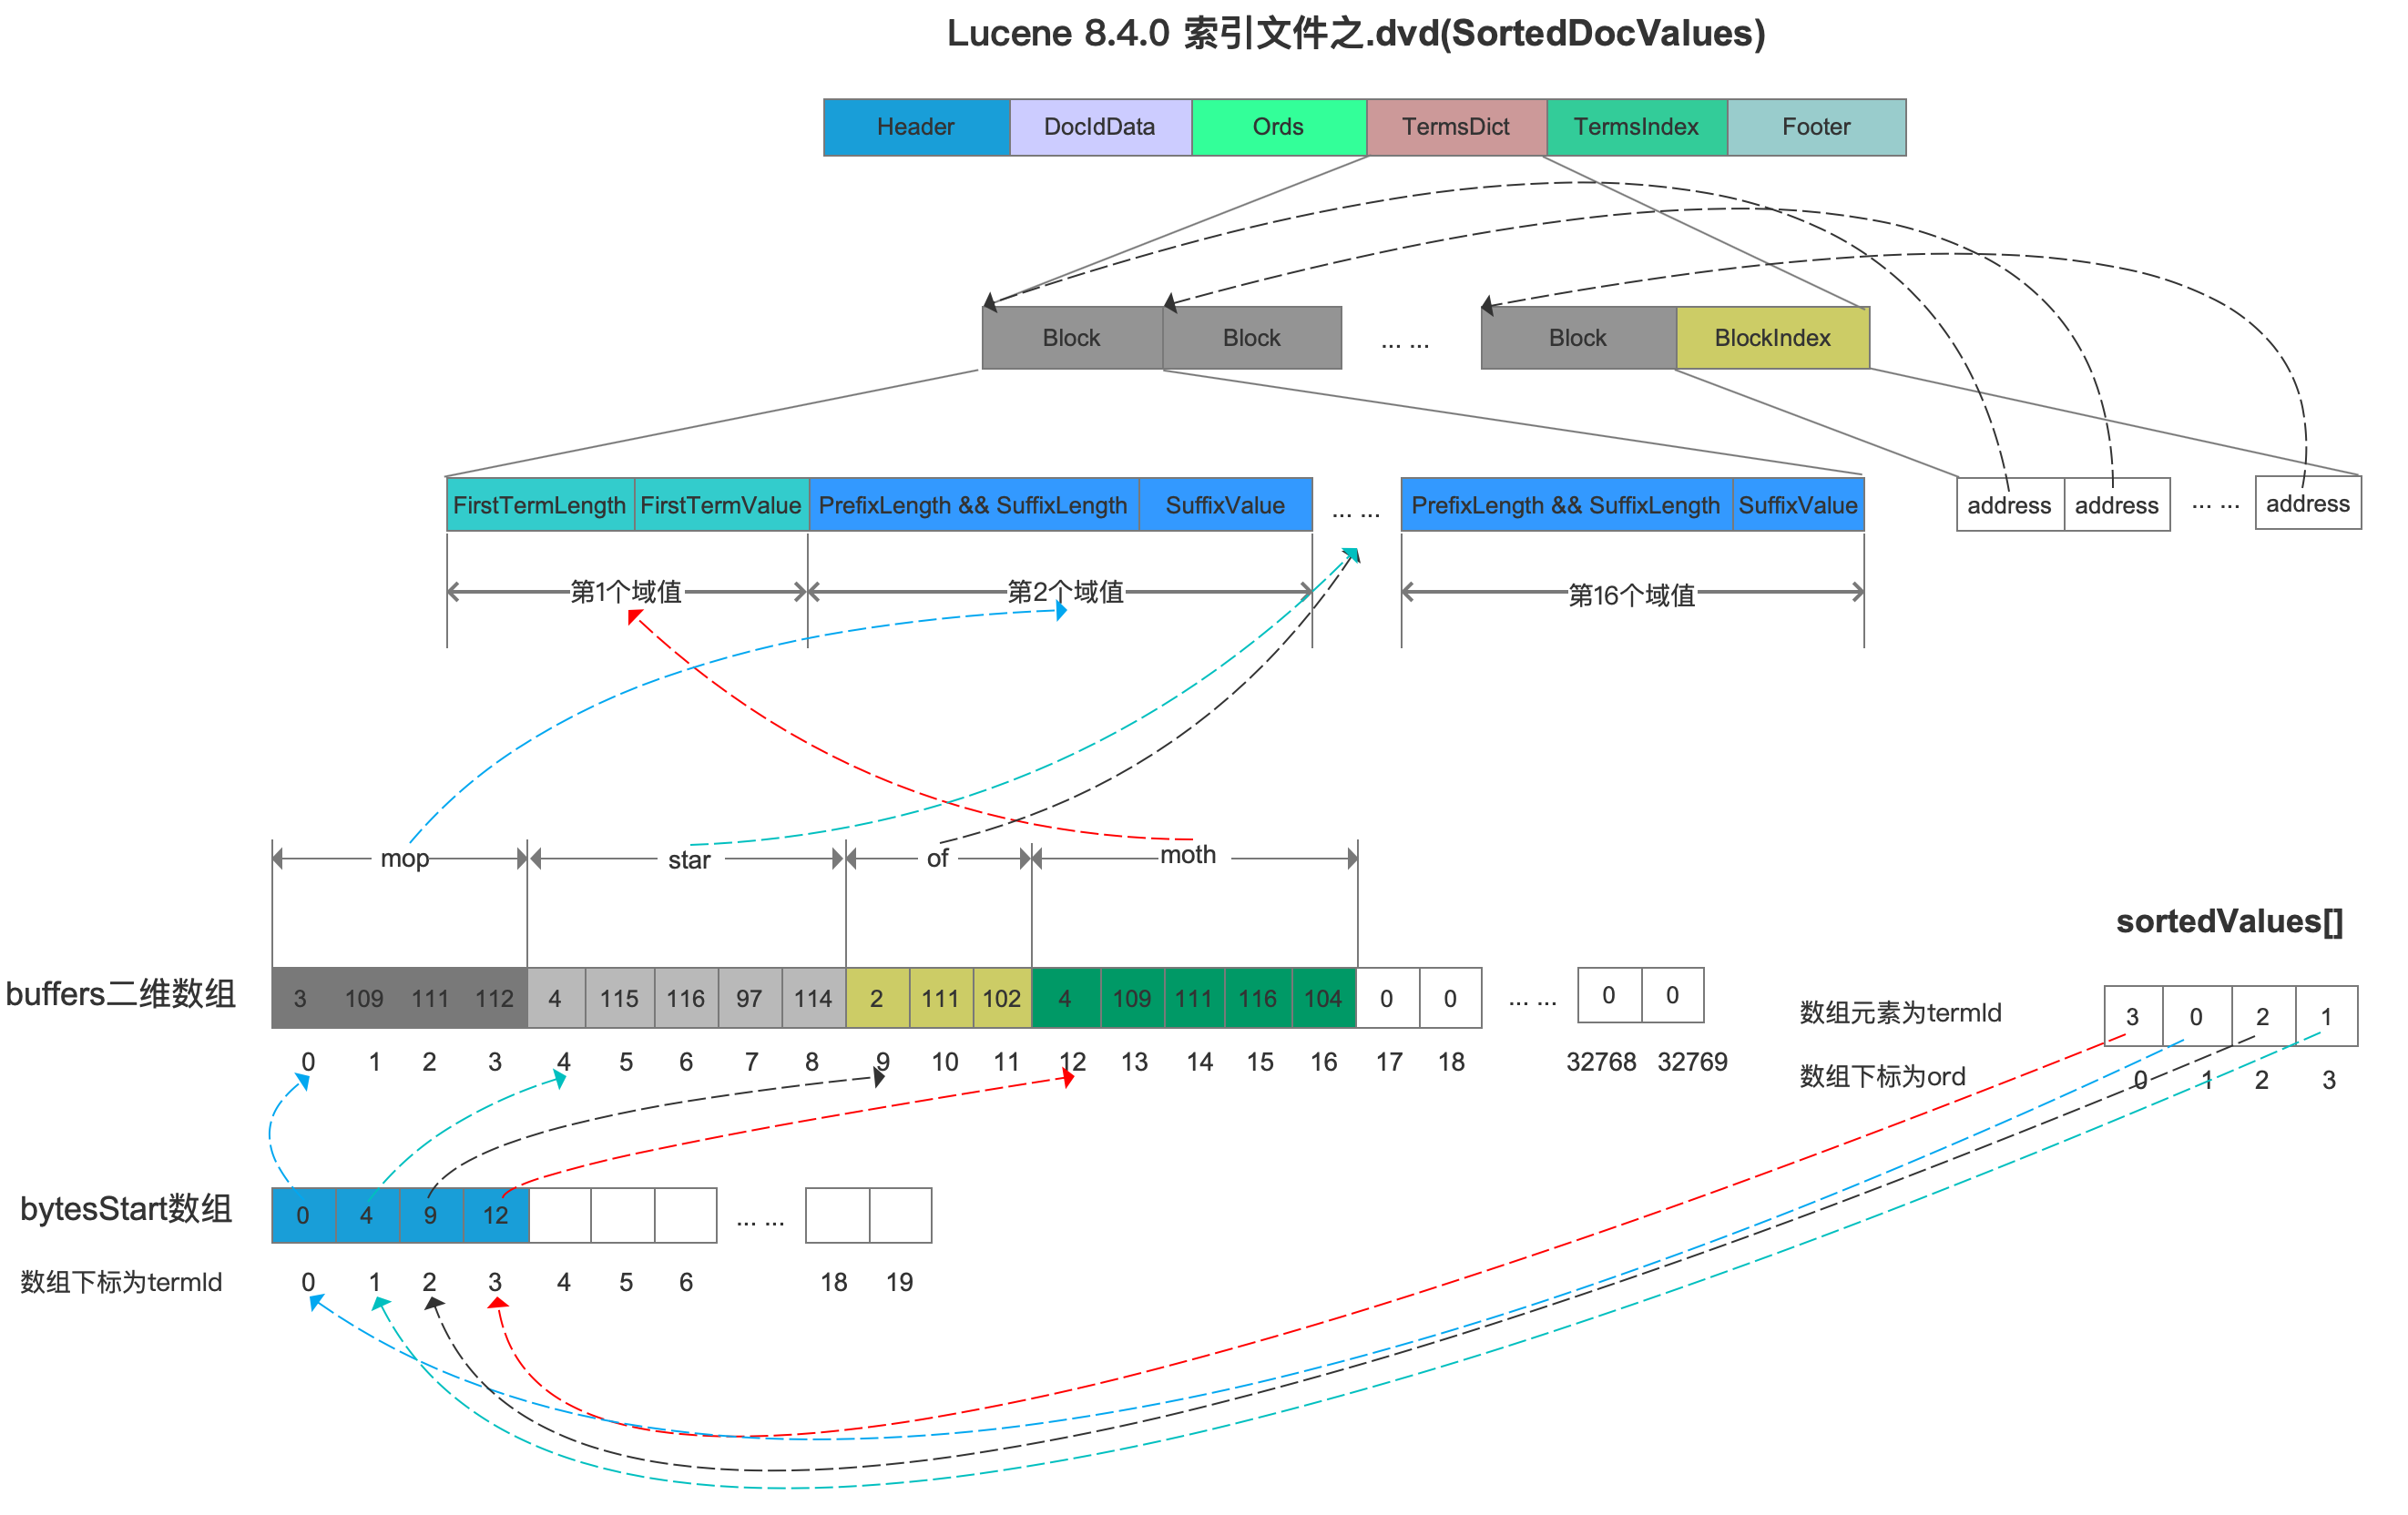 Lucene 8.4.0 索引文件之.dvd(SortedDocValues)
Header DocIdData Ords TermsDict TermsIndex Footer
Block Block ... ... Block BlockIndex
FirstTermLength FirstTermValue PrefixLength && SuffixLength SuffixValue ... ... PrefixLength && SuffixLength SuffixValue address address ... ... address
第1个域值 第2个域值 第16个域值
mop star of moth
sortedValues[]
buffers二维数组 3 109 111 112 4 115 116 97 114 2 111 102 4 109 111 116 104 0 0 ... ... 0 0
数组元素为termId 3 0 2 1
0 1 2 3 4 5 6 7 8 9 10 11 12 13 14 15 16 17 18 32768 32769
数组下标为ord 0 1 2 3
bytesStart数组 0 4 9 12 ... ...
数组下标为termId 0 1 2 3 4 5 6 18 19